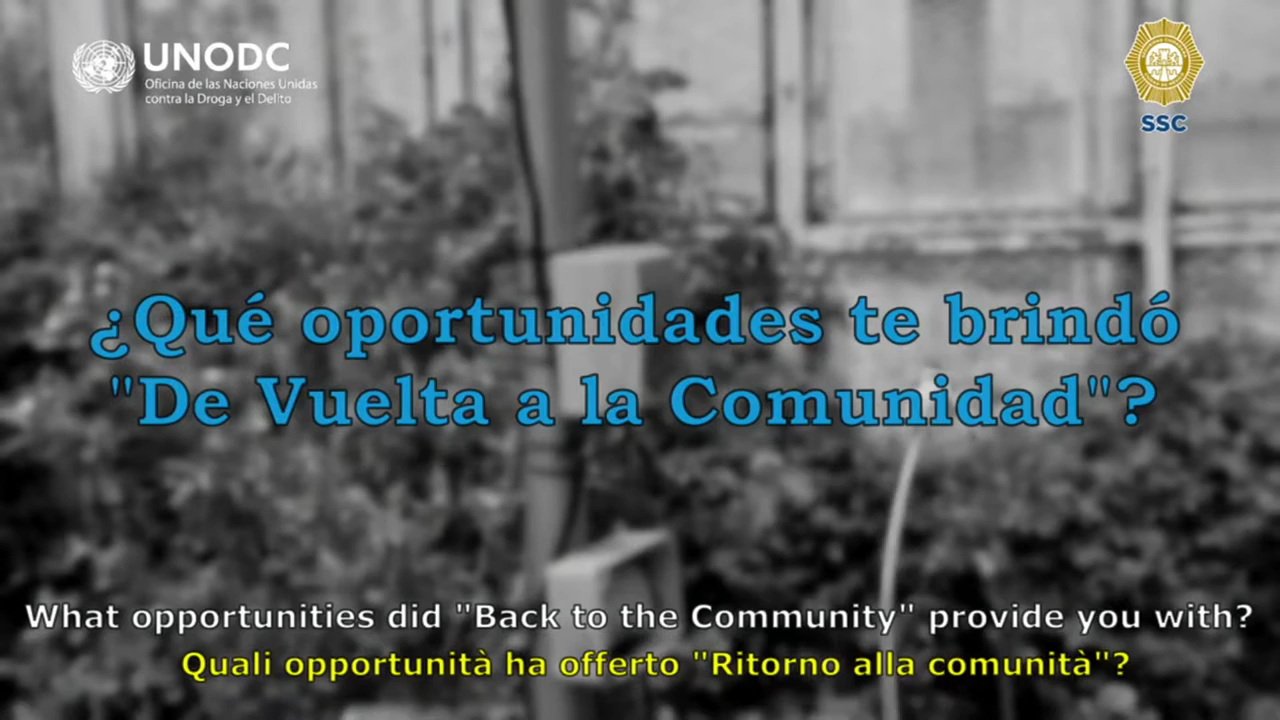 UNODC
Oficina de las Naciones Unidas
contra la Droga y el Delito
SSC
¿Qué oportunidades te brindó
"De Vuelta a la Comunidad"?
What opportunities did "Back to the Community" provide you with?
Quali opportunità ha offerto "Ritorno alla comunità"?